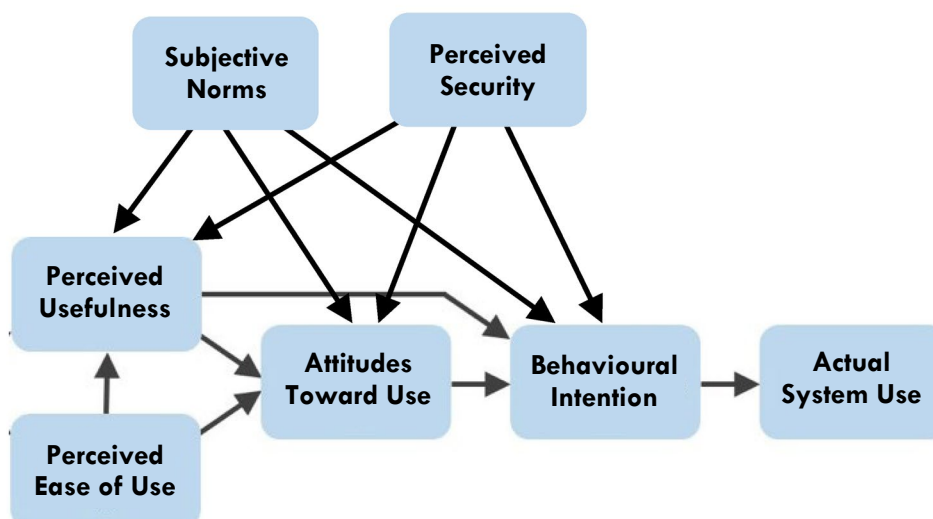 Subjective
Norms
Perceived
Security
Perceived
Usefulness
Attitudes
Toward Use
Behavioural
Intention
Actual
System Use
Perceived
Ease of Use